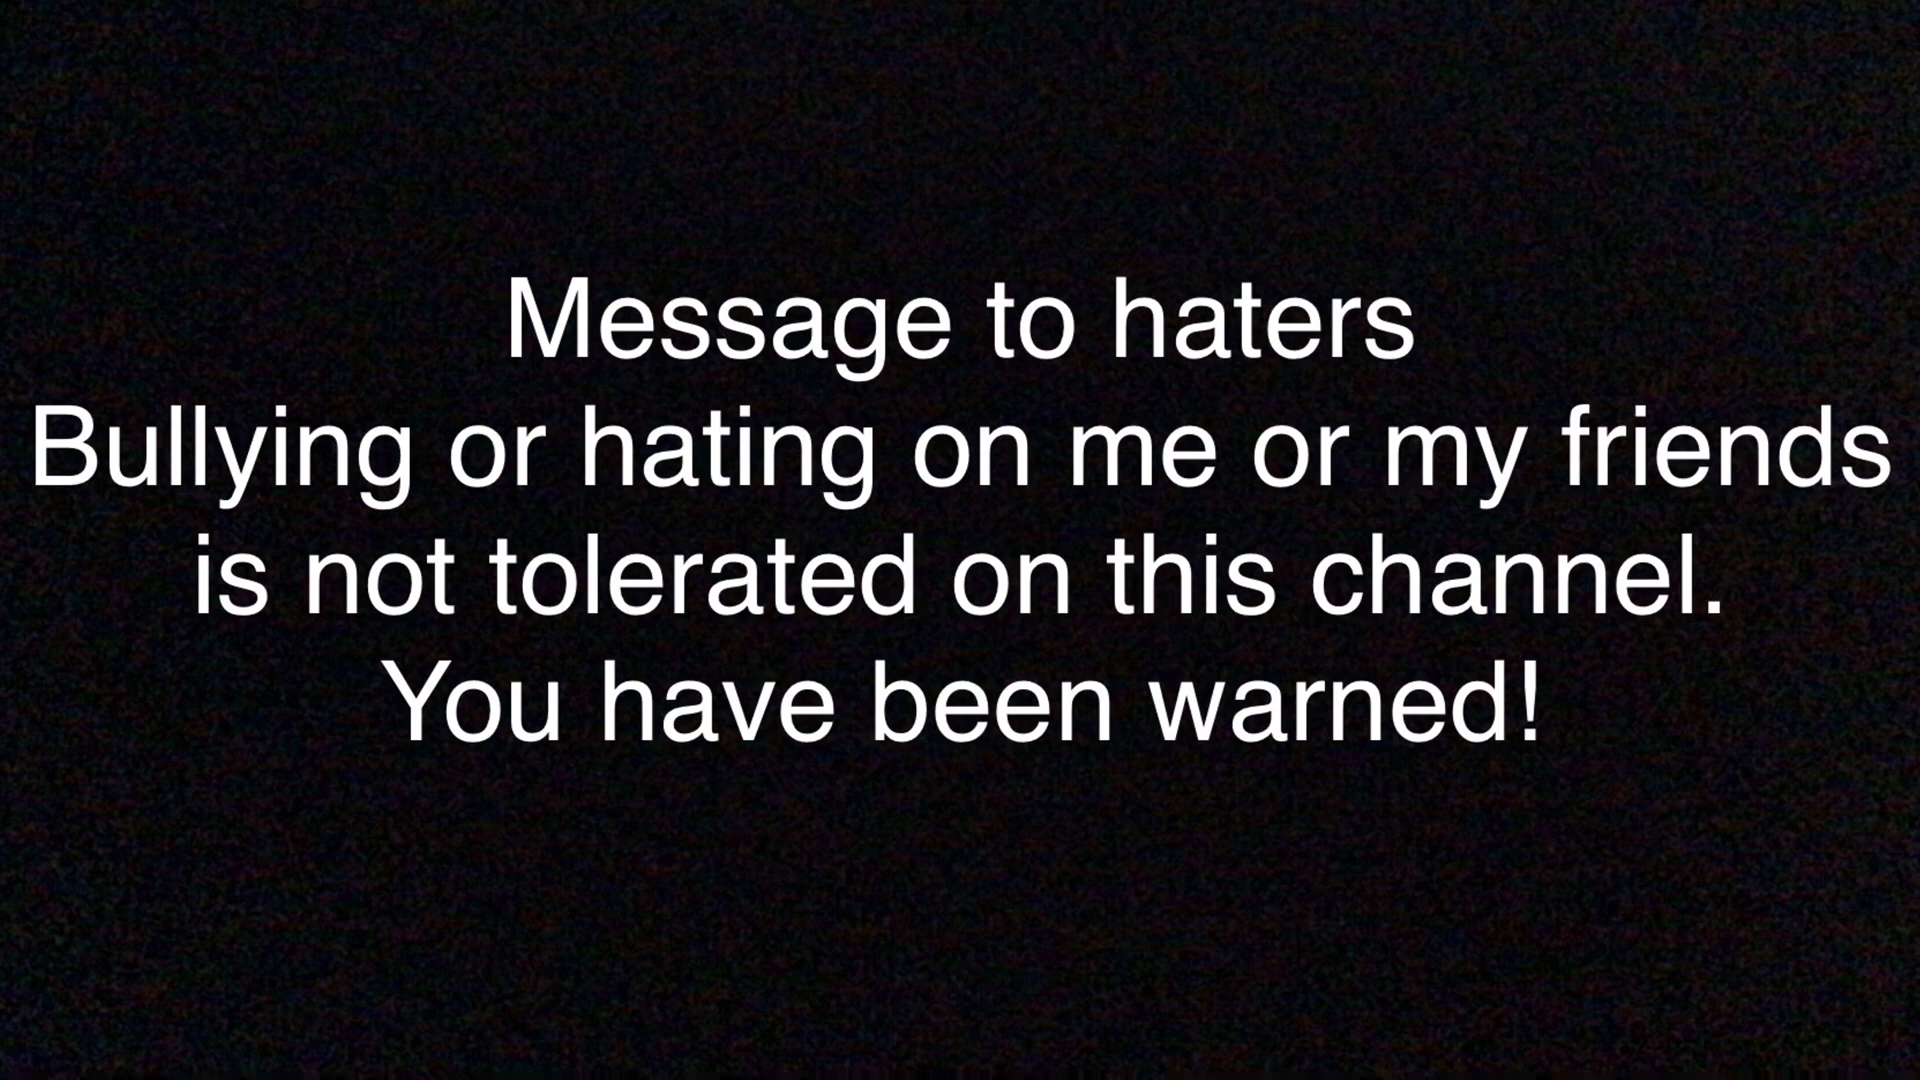 Message to haters
Bullying or hating on me or my friends
is not tolerated on this channel.
You have been warned!